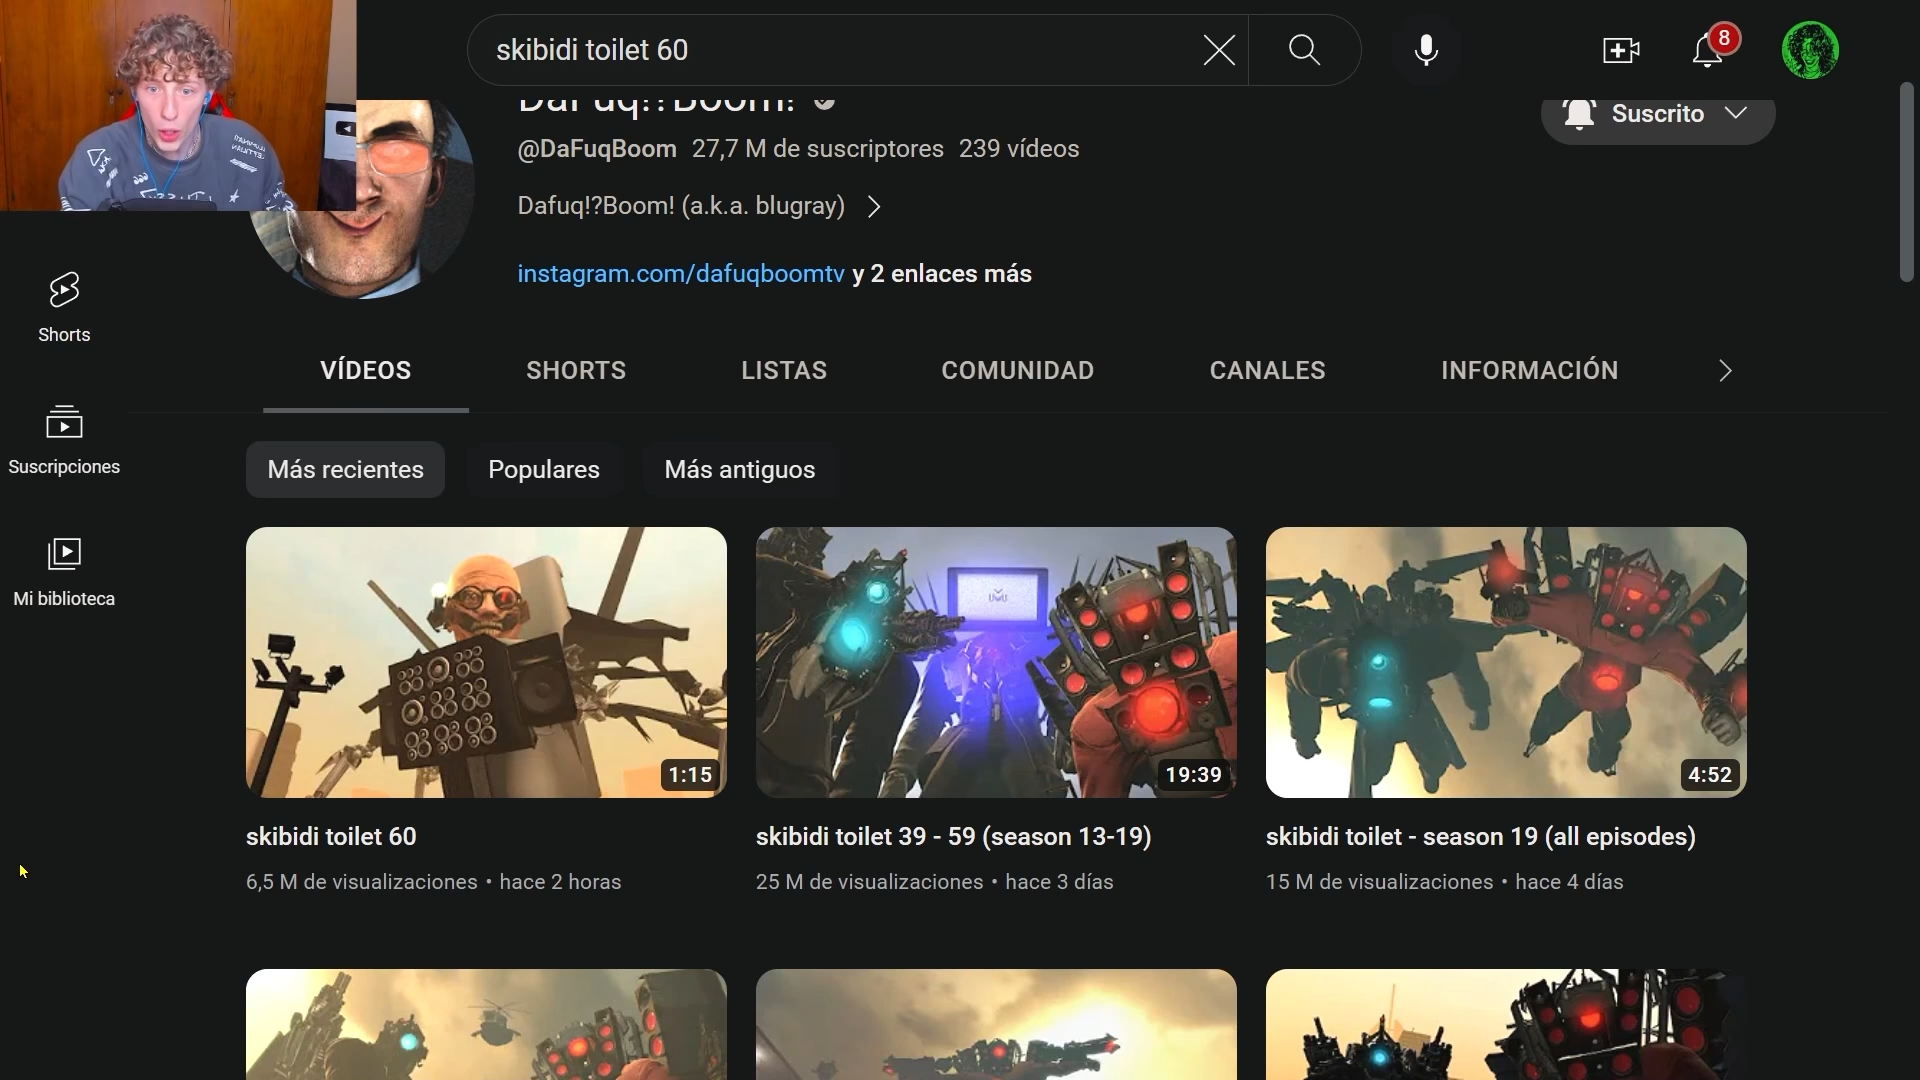 skibidi toilet 60
8
DaFuq!?Boom!
Suscrito
@DaFuqBoom 27,7 M de suscriptores 239 vídeos
Dafuq!?Boom! (a.k.a. blugray)
instagram.com/dafuqboomtv y 2 enlaces más
Shorts
VÍDEOS SHORTS LISTAS COMUNIDAD CANALES INFORMACIÓN
Suscripciones
Más recientes Populares Más antiguos
Mi biblioteca
UwU
1:15
19:39
4:52
skibidi toilet 60
6,5 M de visualizaciones • hace 2 horas
skibidi toilet 39 - 59 (season 13-19)
25 M de visualizaciones • hace 3 días
skibidi toilet - season 19 (all episodes)
15 M de visualizaciones • hace 4 días